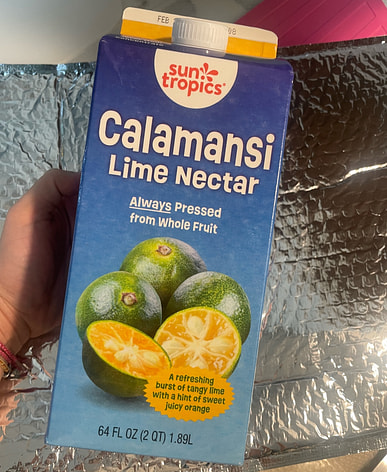 FEB
sun
tropics®
Calamansi
Lime Nectar
Always Pressed
from Whole Fruit
A refreshing
burst of tangy lime
with a hint of sweet
juicy orange
64 FL OZ (2 QT) 1.89L